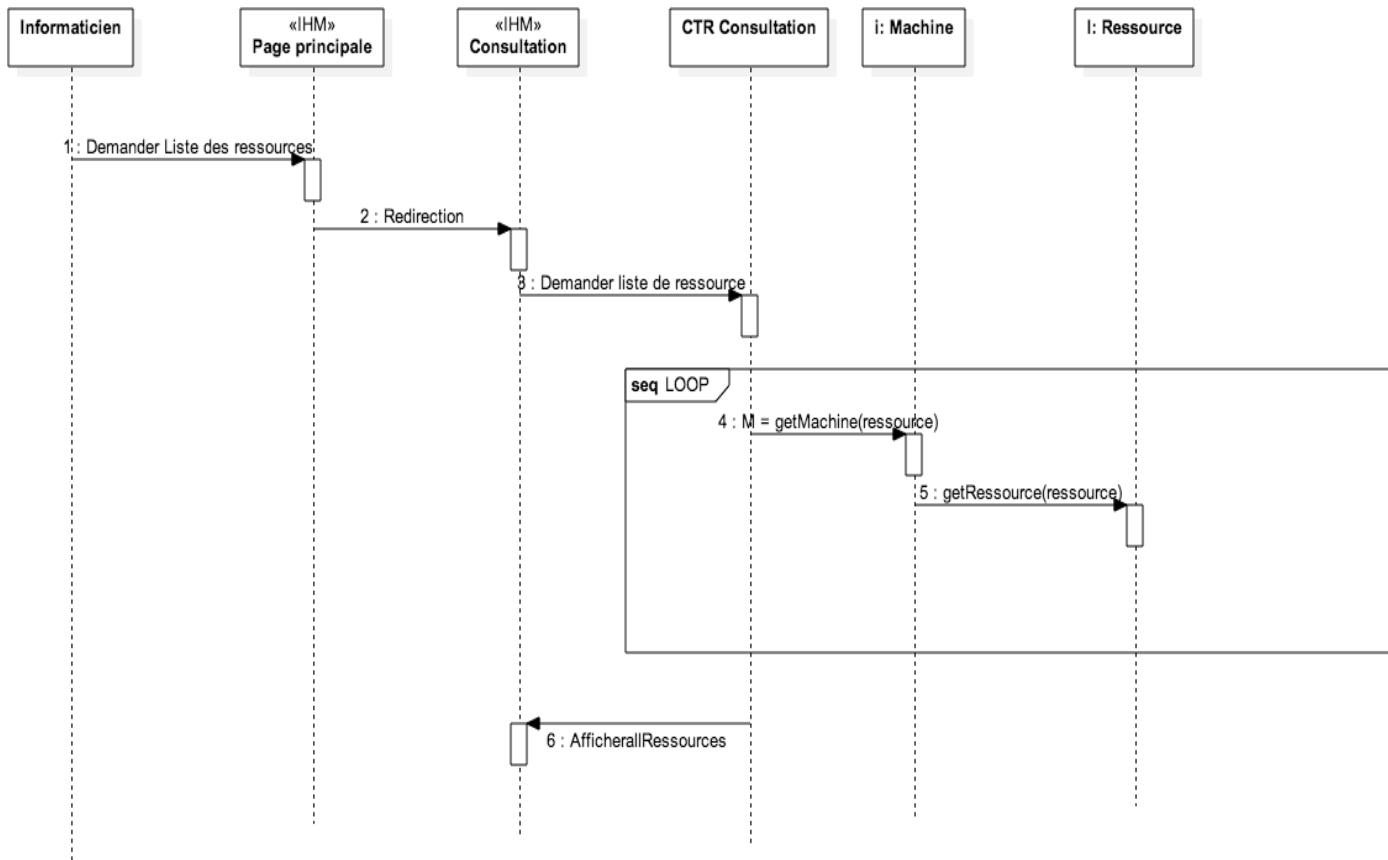 Informaticien
«IHM»
Page principale
«IHM»
Consultation
CTR Consultation
i: Machine
l: Ressource
1 : Demander Liste des ressources
2 : Redirection
3 : Demander liste de ressource
seq LOOP
4 : M = getMachine(ressource)
5 : getRessource(ressource)
6 : AfficherallRessources